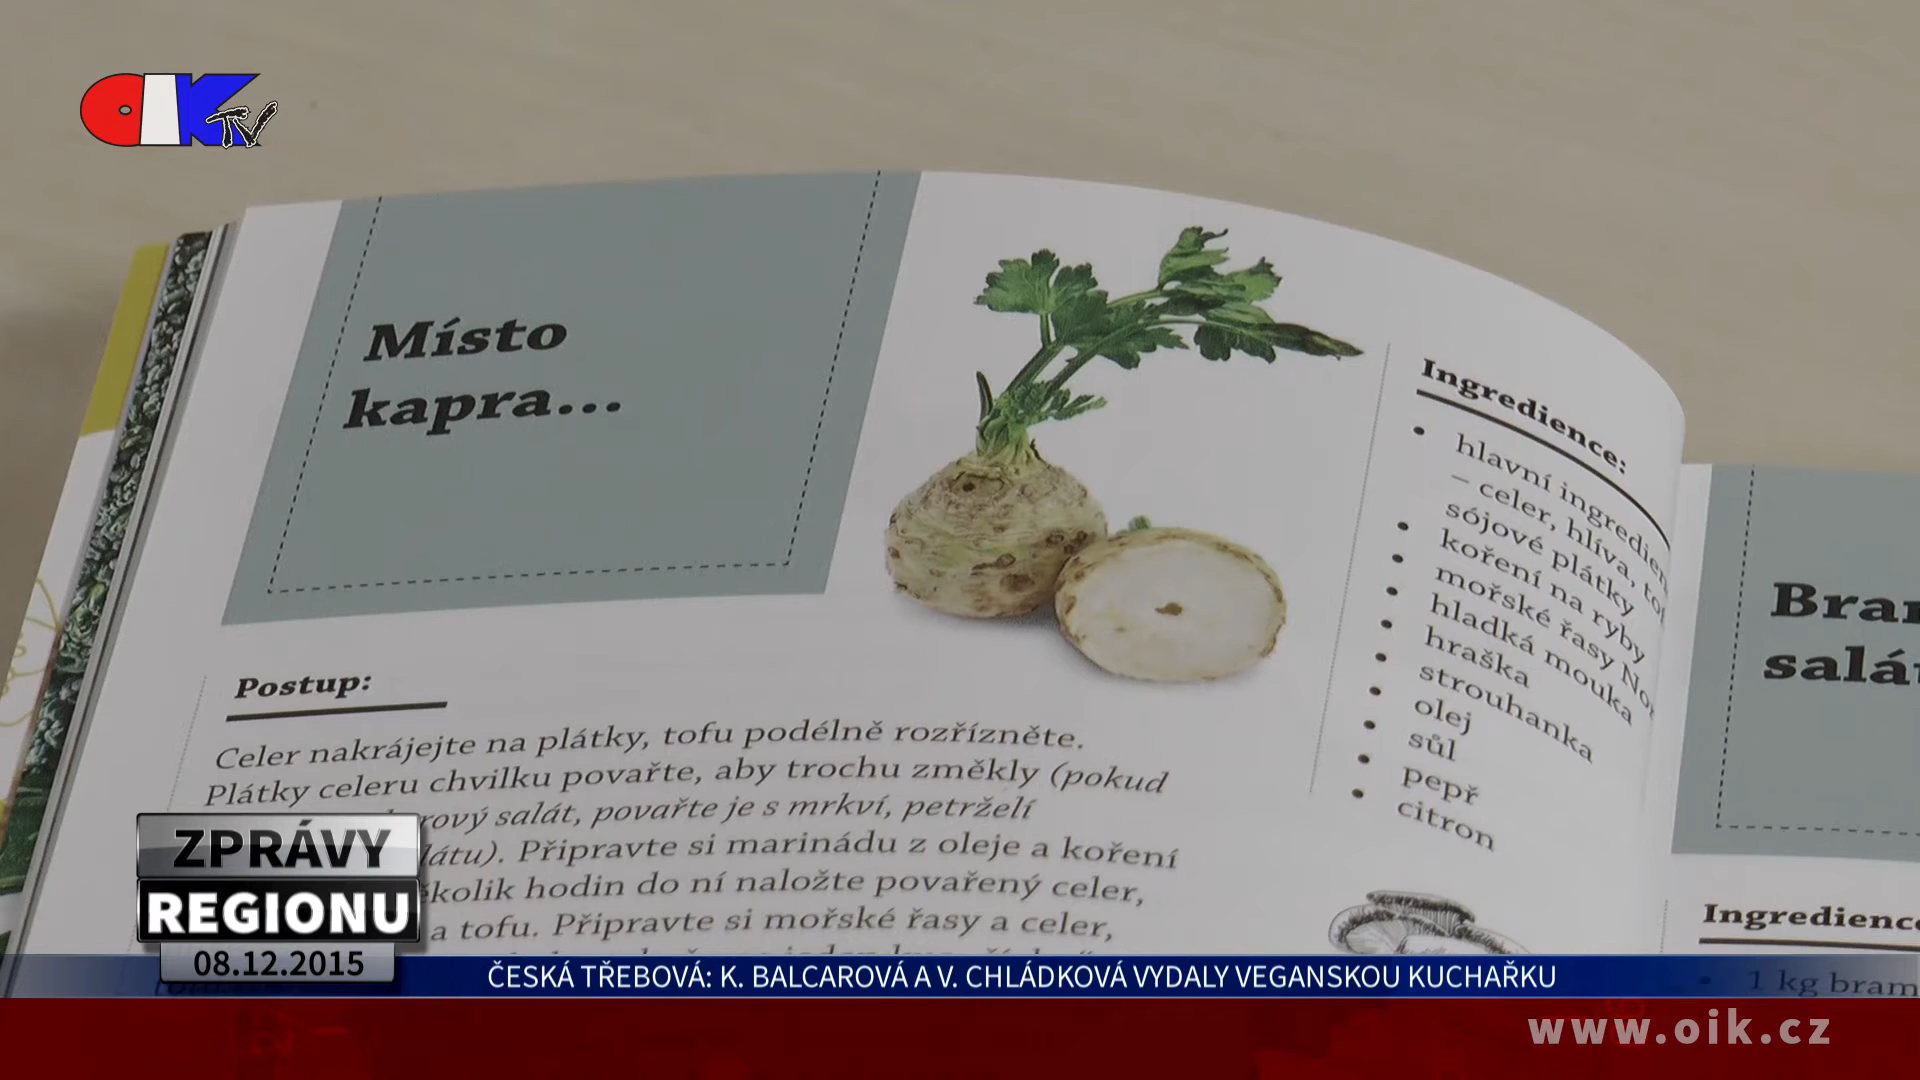 OIK TV
Místo
kapra...
Ingredience:
• hlavní ingredien
– celer, hlíva, to
sójové plátky
• koření na ryby
• mořské řasy No
• hladká mouka
• hraška
• strouhanka
• olej
• sůl
• pepř
• citron
Postup:
Celer nakrájejte na plátky, tofu podélně rozřízněte.
Plátky celeru chvilku povařte, aby trochu změkly (pokud
rový salát, povařte je s mrkví, petrželí
látu). Připravte si marinádu z oleje a koření
ěkolik hodin do ní naložte povařený celer,
a tofu. Připravte si mořské řasy a celer,
Bram
salá
Ingredience
• 1 kg bram
ZPRÁVY
REGIONU
08.12.2015
ČESKÁ TŘEBOVÁ: K. BALCAROVÁ A V. CHLÁDKOVÁ VYDALY VEGANSKOU KUCHAŘKU
www.oik.cz